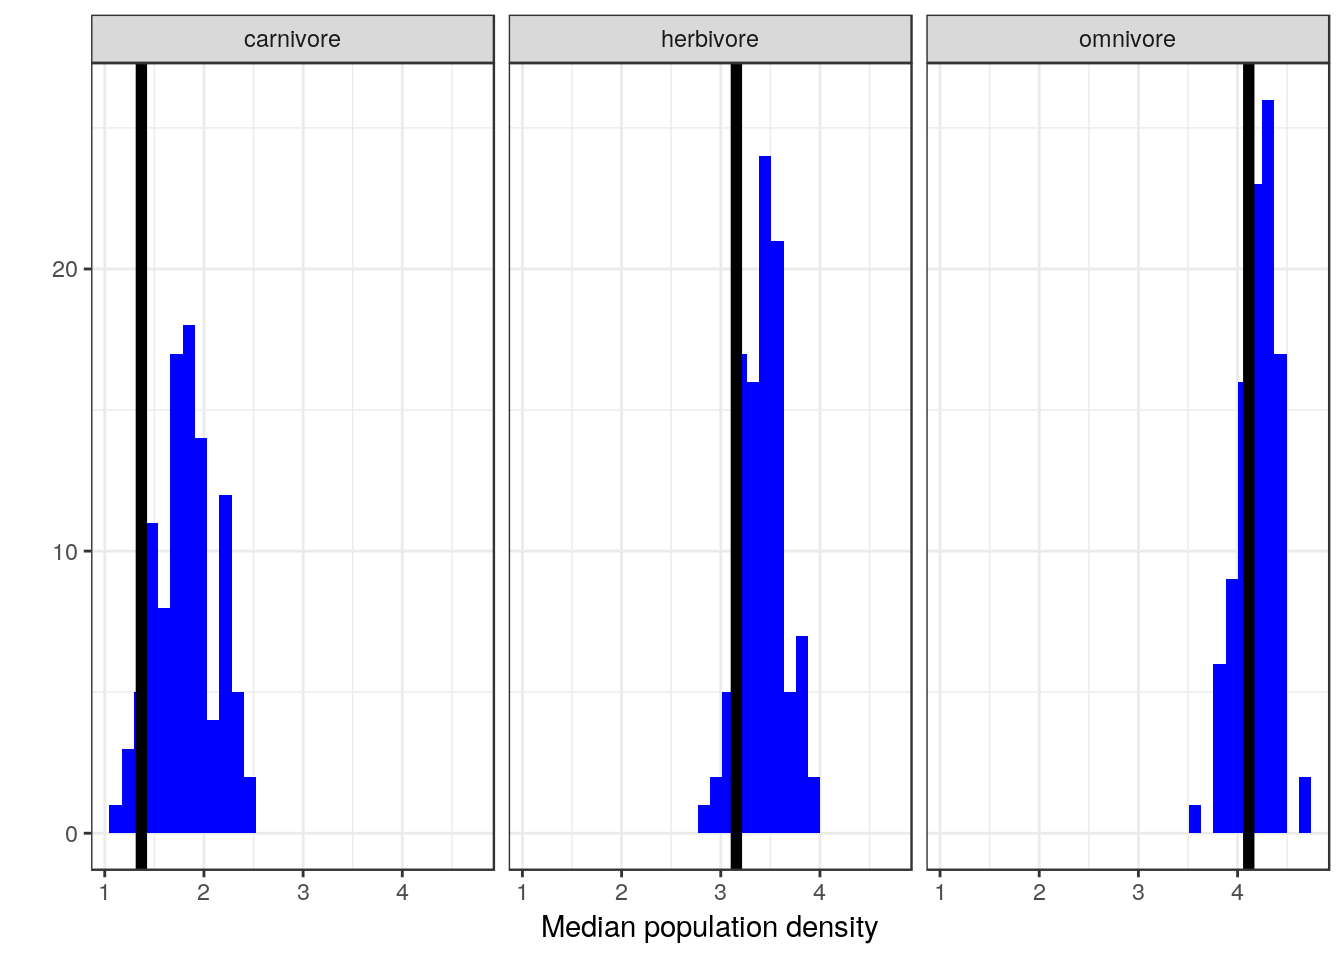 carnivore herbivore omnivore
20
10
0
1 2 3 4 1 2 3 4 1 2 3 4
Median population density